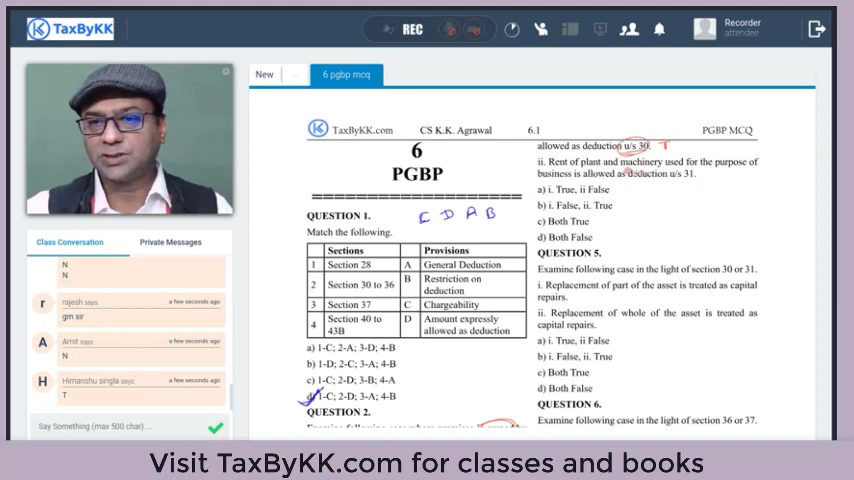 TaxByKK
REC
Recorder
attendee
New
6 pgbp mcq
TaxByKK.com CS K.K. Agrawal 6.1 PGBP MCQ
6
PGBP
====================
QUESTION 1.
C D A B
Match the following.
Sections Provisions
1 Section 28 A General Deduction
2 Section 30 to 36 B Restriction on deduction
3 Section 37 C Chargeability
4 Section 40 to 43B D Amount expressly allowed as deduction
a) 1-C; 2-A; 3-D; 4-B
b) 1-D; 2-C; 3-A; 4-B
c) 1-C; 2-D; 3-B; 4-A
d) 1-C; 2-D; 3-A; 4-B
QUESTION 2.
allowed as deduction u/s 30. T
ii. Rent of plant and machinery used for the purpose of
business is allowed as deduction u/s 31.
a) i. True, ii False
b) i. False, ii. True
c) Both True
d) Both False
QUESTION 5.
Examine following case in the light of section 30 or 31.
i. Replacement of part of the asset is treated as capital
repairs.
ii. Replacement of whole of the asset is treated as
capital repairs.
a) i. True, ii False
b) i. False, ii. True
c) Both True
d) Both False
QUESTION 6.
Examine following case in the light of section 36 or 37.
Class Conversation Private Messages
N
N
r rajesh says a few seconds ago
gm sir
A Amit says a few seconds ago
N
H Himanshu singla says a few seconds ago
T
Say Something (max 500 char) ...
Visit TaxByKK.com for classes and books